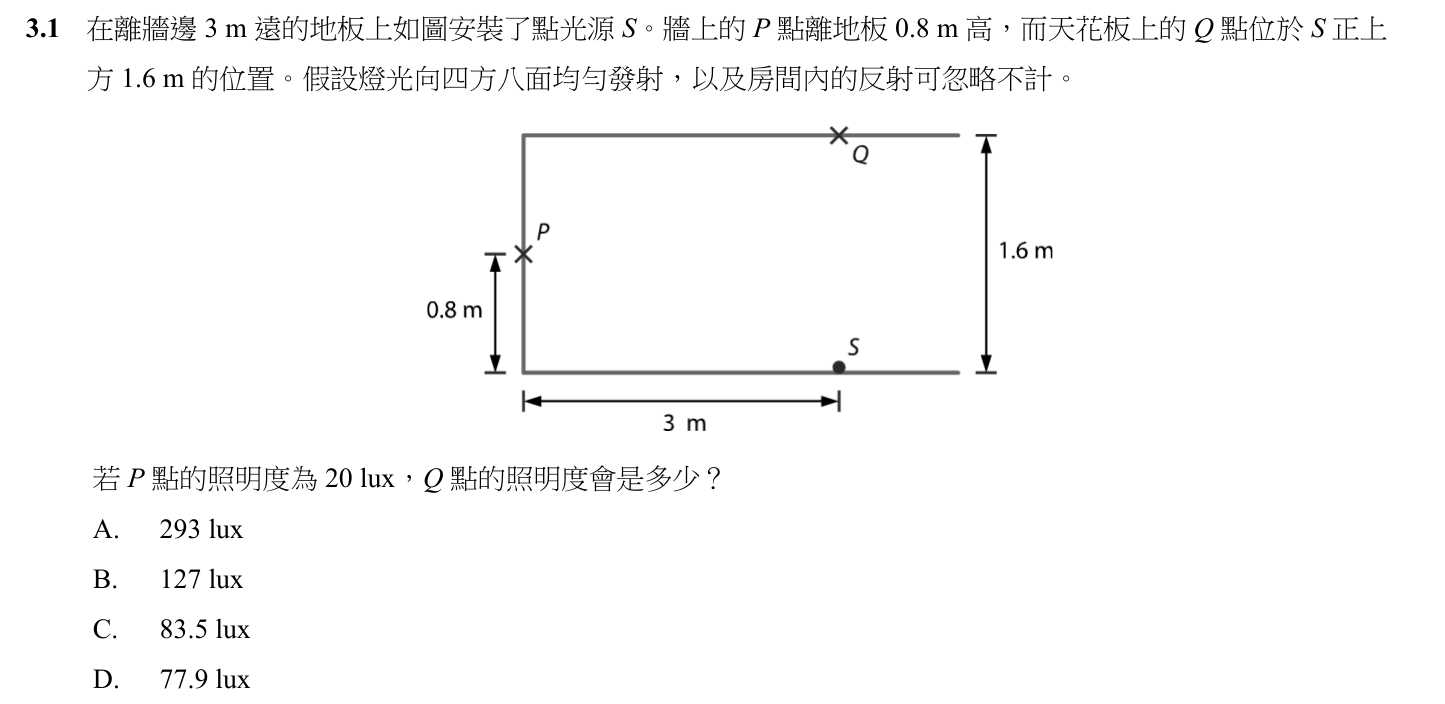 3.1 在離牆邊 3 m 遠的地板上如圖安裝了點光源 S。牆上的 P 點離地板 0.8 m 高,而天花板上的 Q 點位於 S 正上
方 1.6 m 的位置。假設燈光向四方八面均勻發射,以及房間內的反射可忽略不計。
Q
P
1.6 m
0.8 m
S
3 m
若 P 點的照明度為 20 lux,Q 點的照明度會是多少?
A. 293 lux
B. 127 lux
C. 83.5 lux
D. 77.9 lux